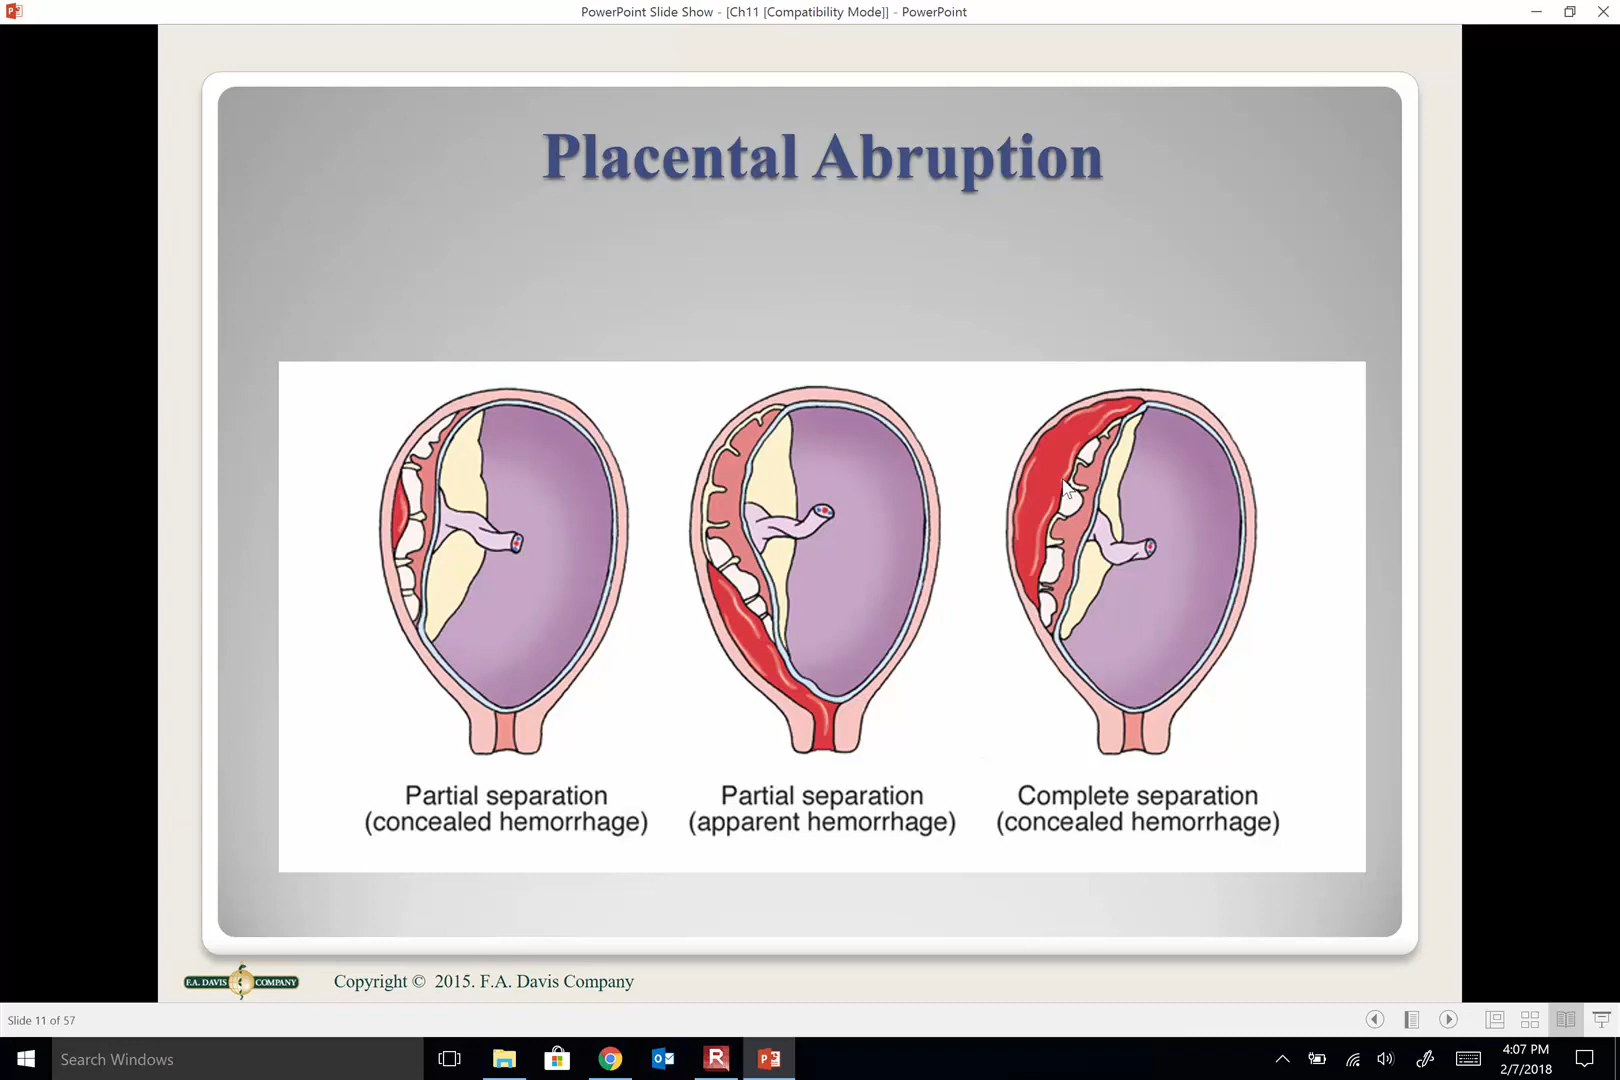 PowerPoint Slide Show - [Ch11 [Compatibility Mode]] - PowerPoint
Placental Abruption
Partial separation
(concealed hemorrhage)
Partial separation
(apparent hemorrhage)
Complete separation
(concealed hemorrhage)
F.A. DAVIS COMPANY
Copyright © 2015. F.A. Davis Company
Slide 11 of 57
Search Windows
4:07 PM
2/7/2018